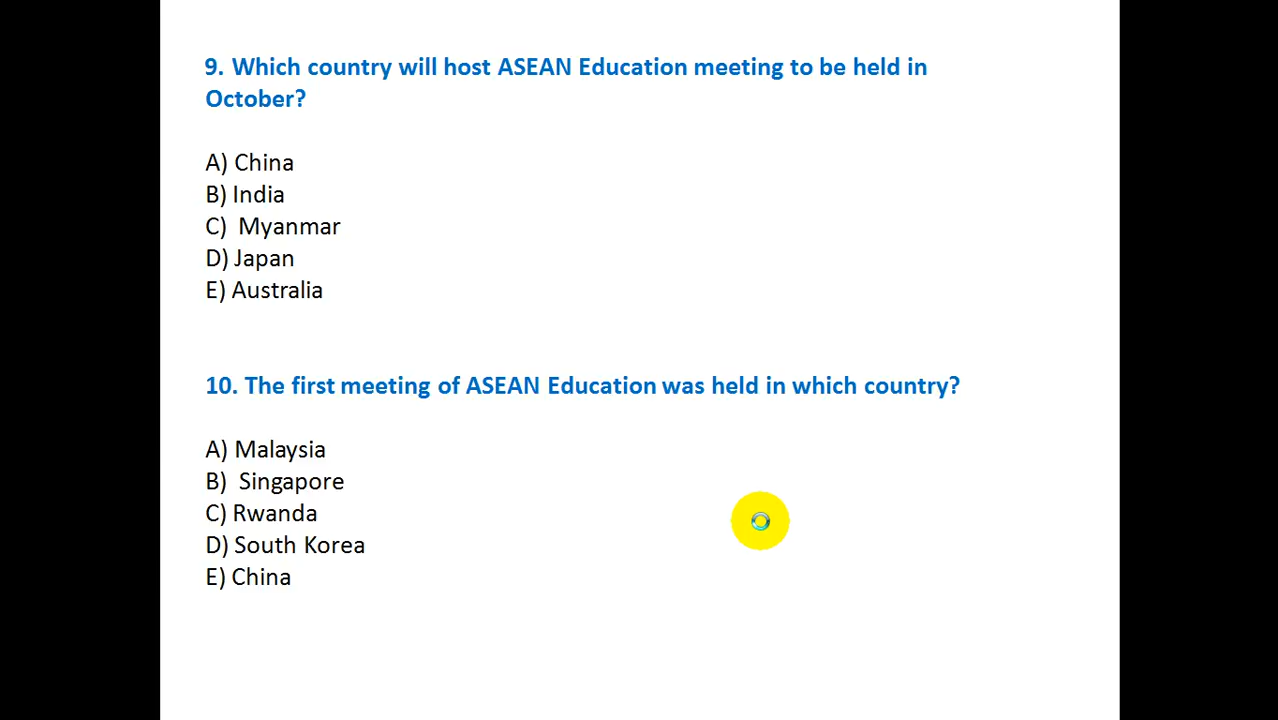 9. Which country will host ASEAN Education meeting to be held in
October?
A) China
B) India
C) Myanmar
D) Japan
E) Australia
10. The first meeting of ASEAN Education was held in which country?
A) Malaysia
B) Singapore
C) Rwanda
D) South Korea
E) China